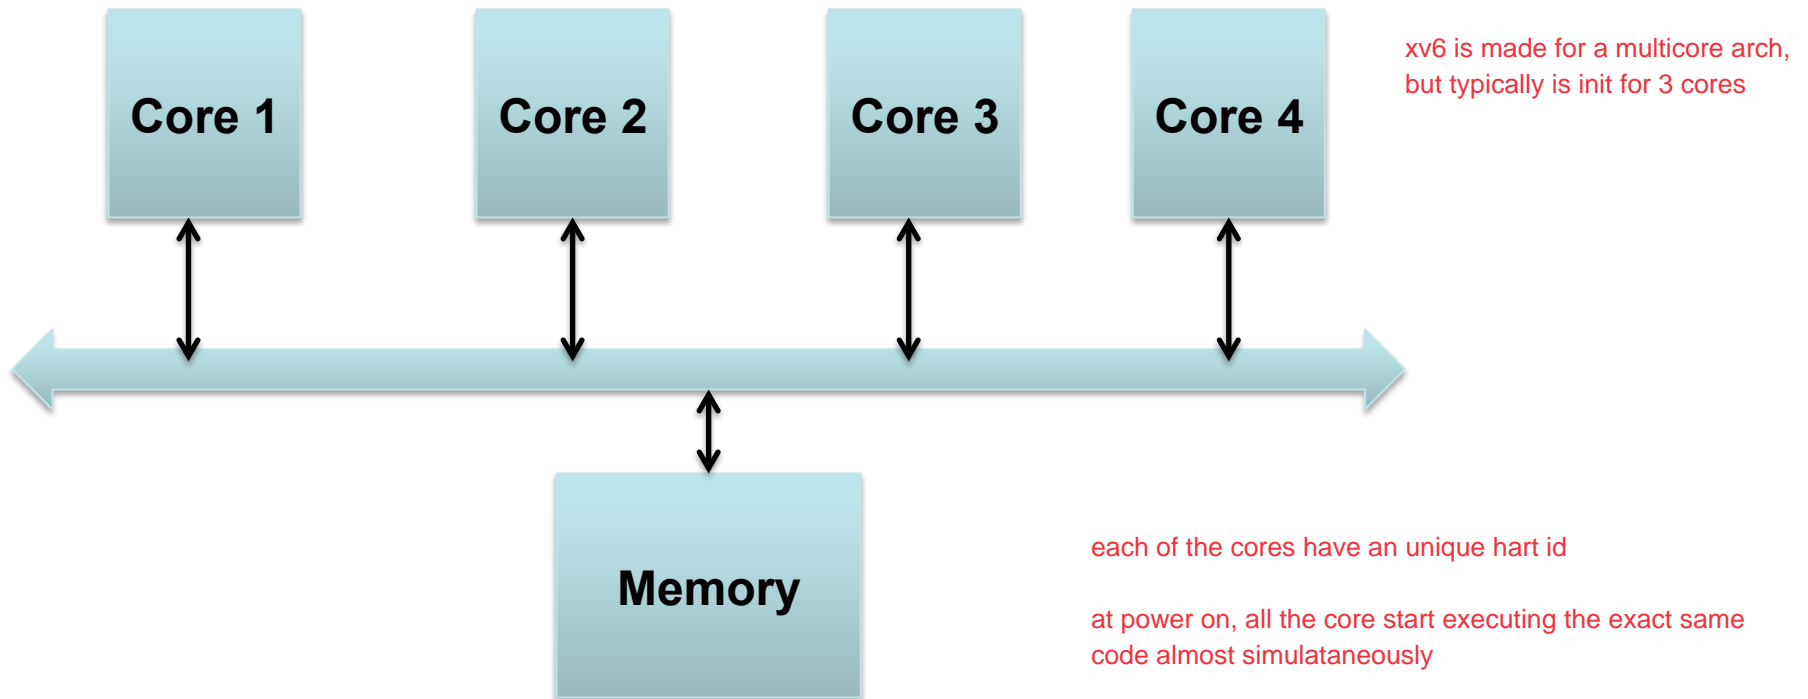 Core 1
Core 2
Core 3
Core 4
xv6 is made for a multicore arch,
but typically is init for 3 cores
Memory
each of the cores have an unique hart id
at power on, all the core start executing the exact same
code almost simulataneously